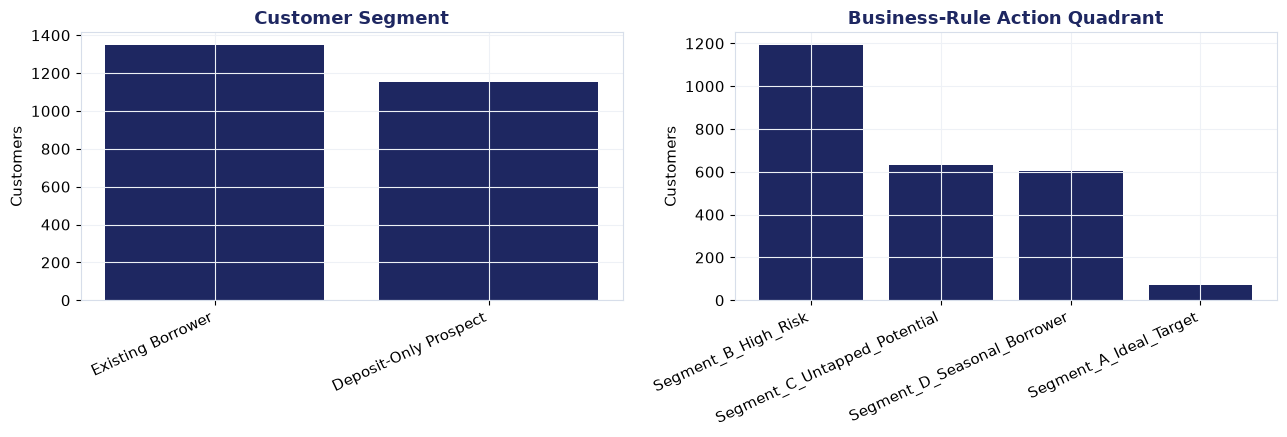 Customer Segment
Customers
1400
1200
1000
800
600
400
200
0
Existing Borrower
Deposit-Only Prospect
Business-Rule Action Quadrant
Customers
1200
1000
800
600
400
200
0
Segment_B_High_Risk
Segment_C_Untapped_Potential
Segment_D_Seasonal_Borrower
Segment_A_Ideal_Target